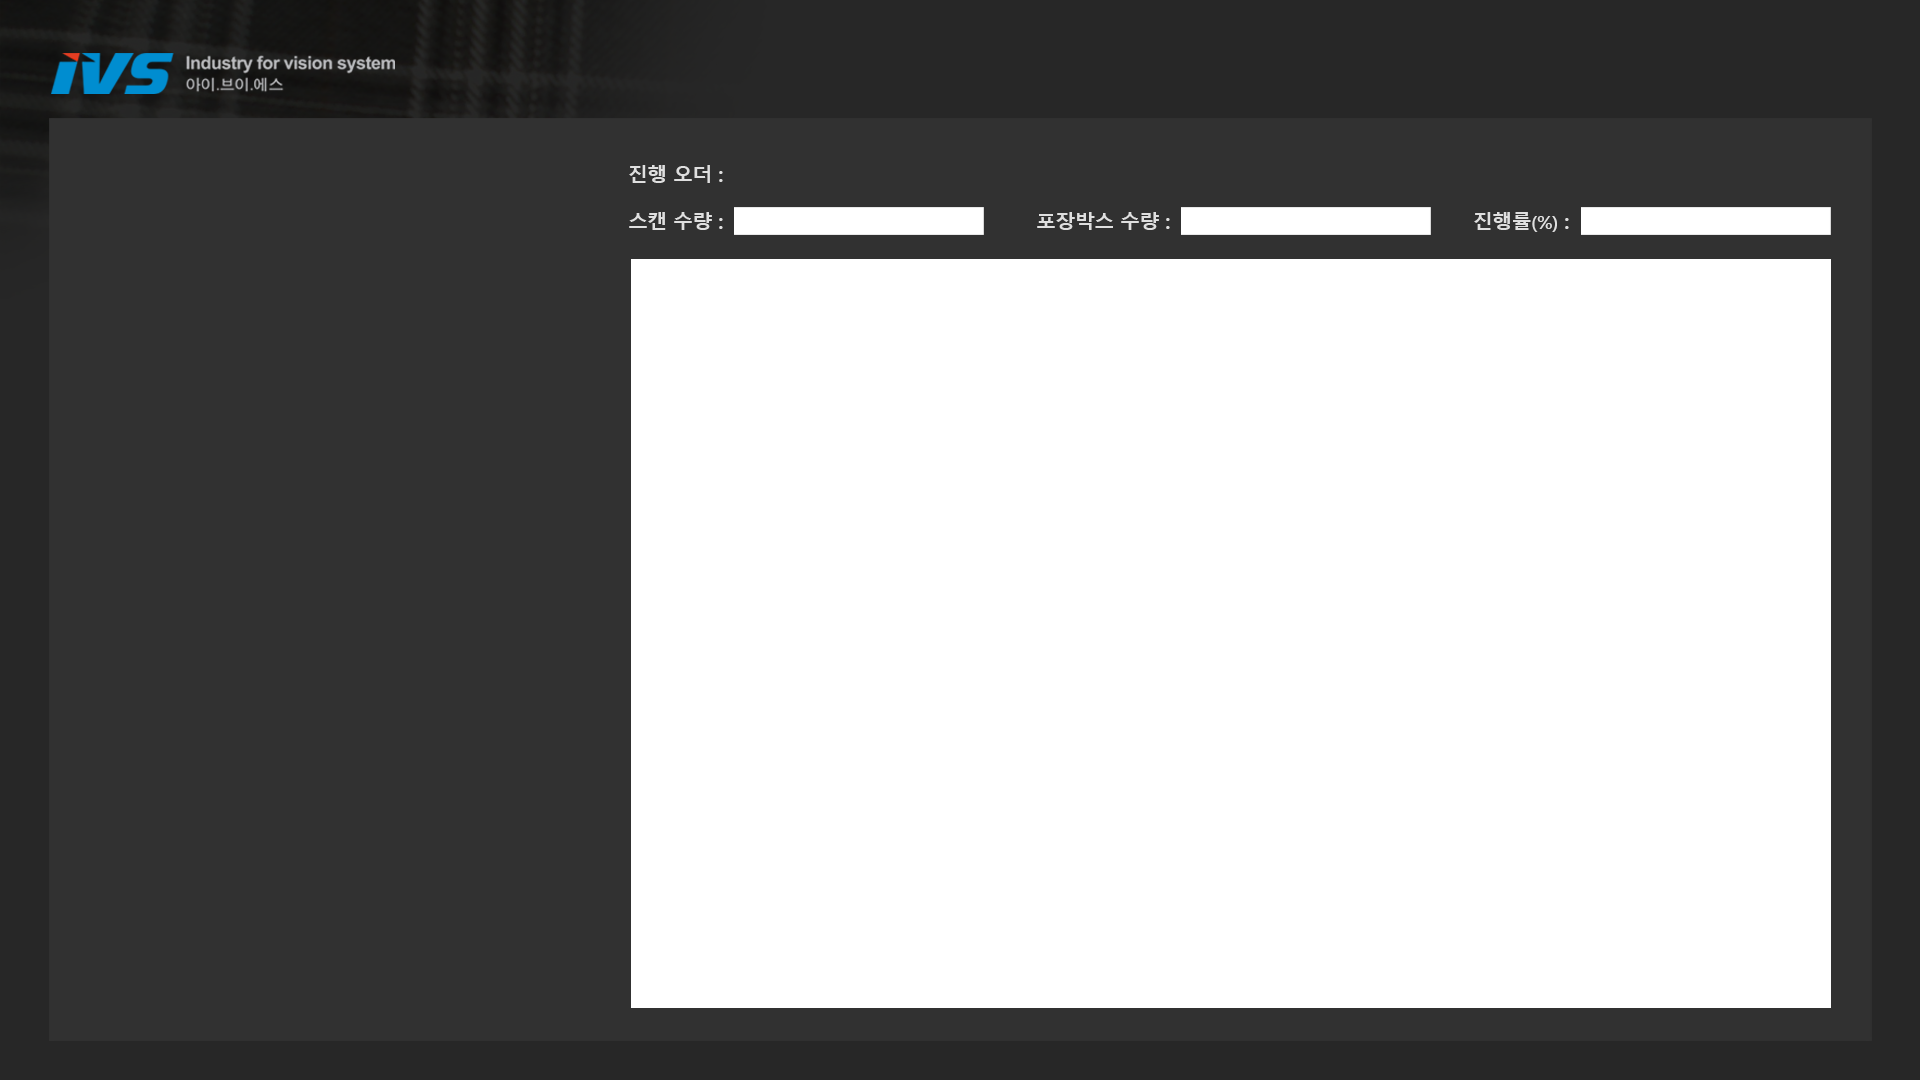 iVS
Industry for vision system
아이.브이.에스
진행 오더 :
스캔 수량 :
포장박스 수량 :
진행률(%) :